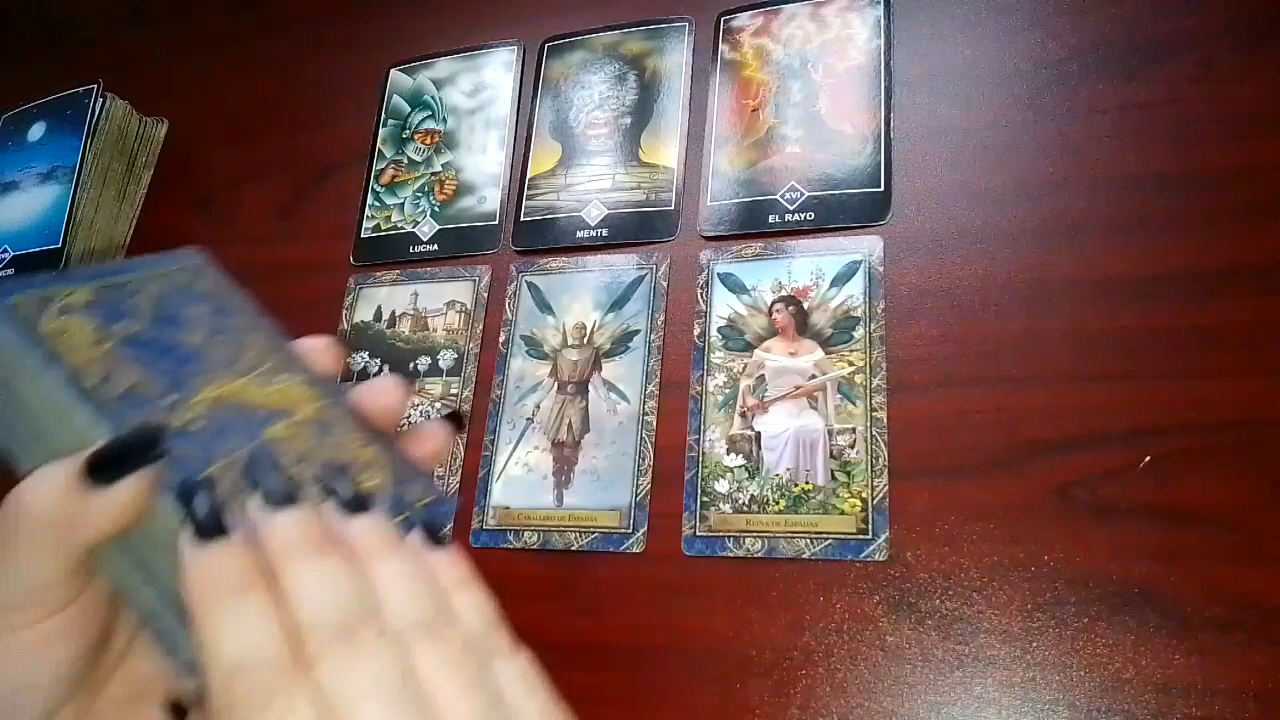 LUCHA
MENTE
XVI
EL RAYO
CABALLERO DE ESPADAS
REINA DE ESPADAS